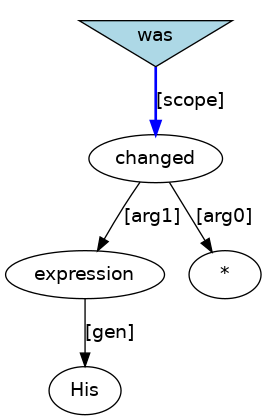 was
[scope]
changed
[arg1] [arg0]
expression *
[gen]
His